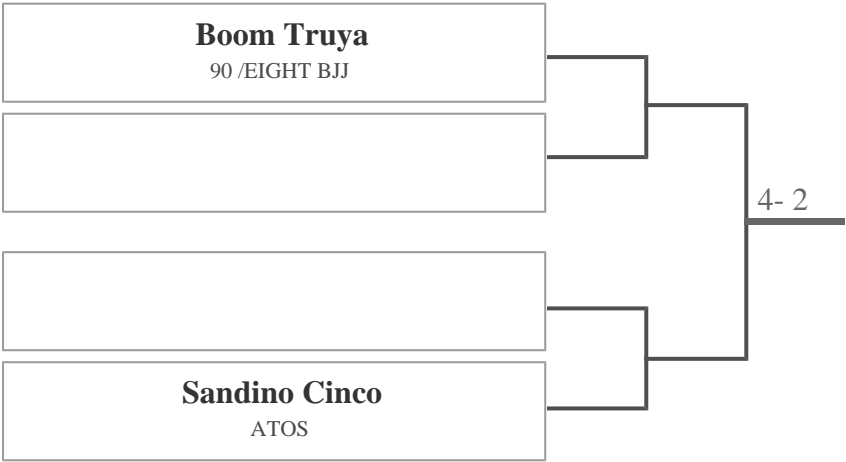 Boom Truya
90 /EIGHT BJJ
4- 2
Sandino Cinco
ATOS